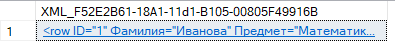 XML_F52E2B61-18A1-11d1-B105-00805F49916B
1 <row ID="1" Фамилия="Иванова" Предмет="Математик...